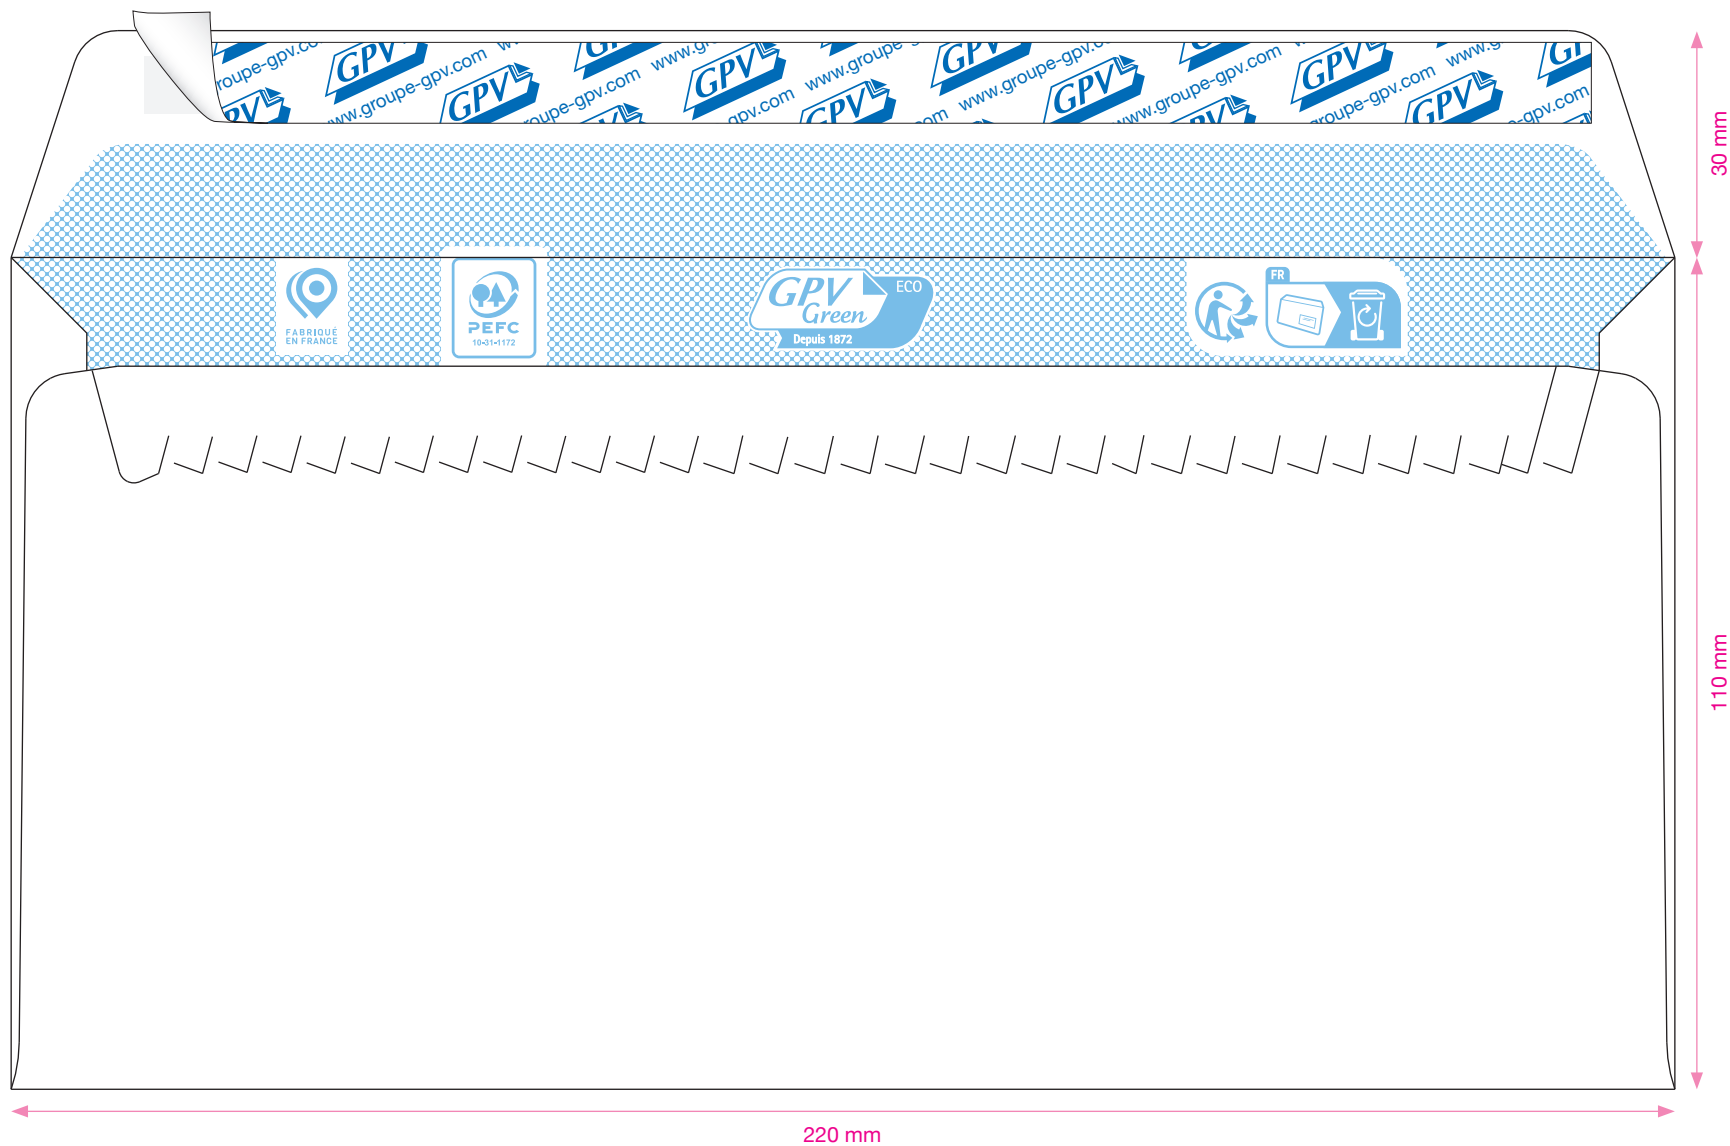 GPV www.groupe-gpv.com
30 mm
FABRIQUÉ
EN FRANCE
PEFC
10-31-1172
GPV
Green
ECO
Depuis 1872
FR
110 mm
220 mm